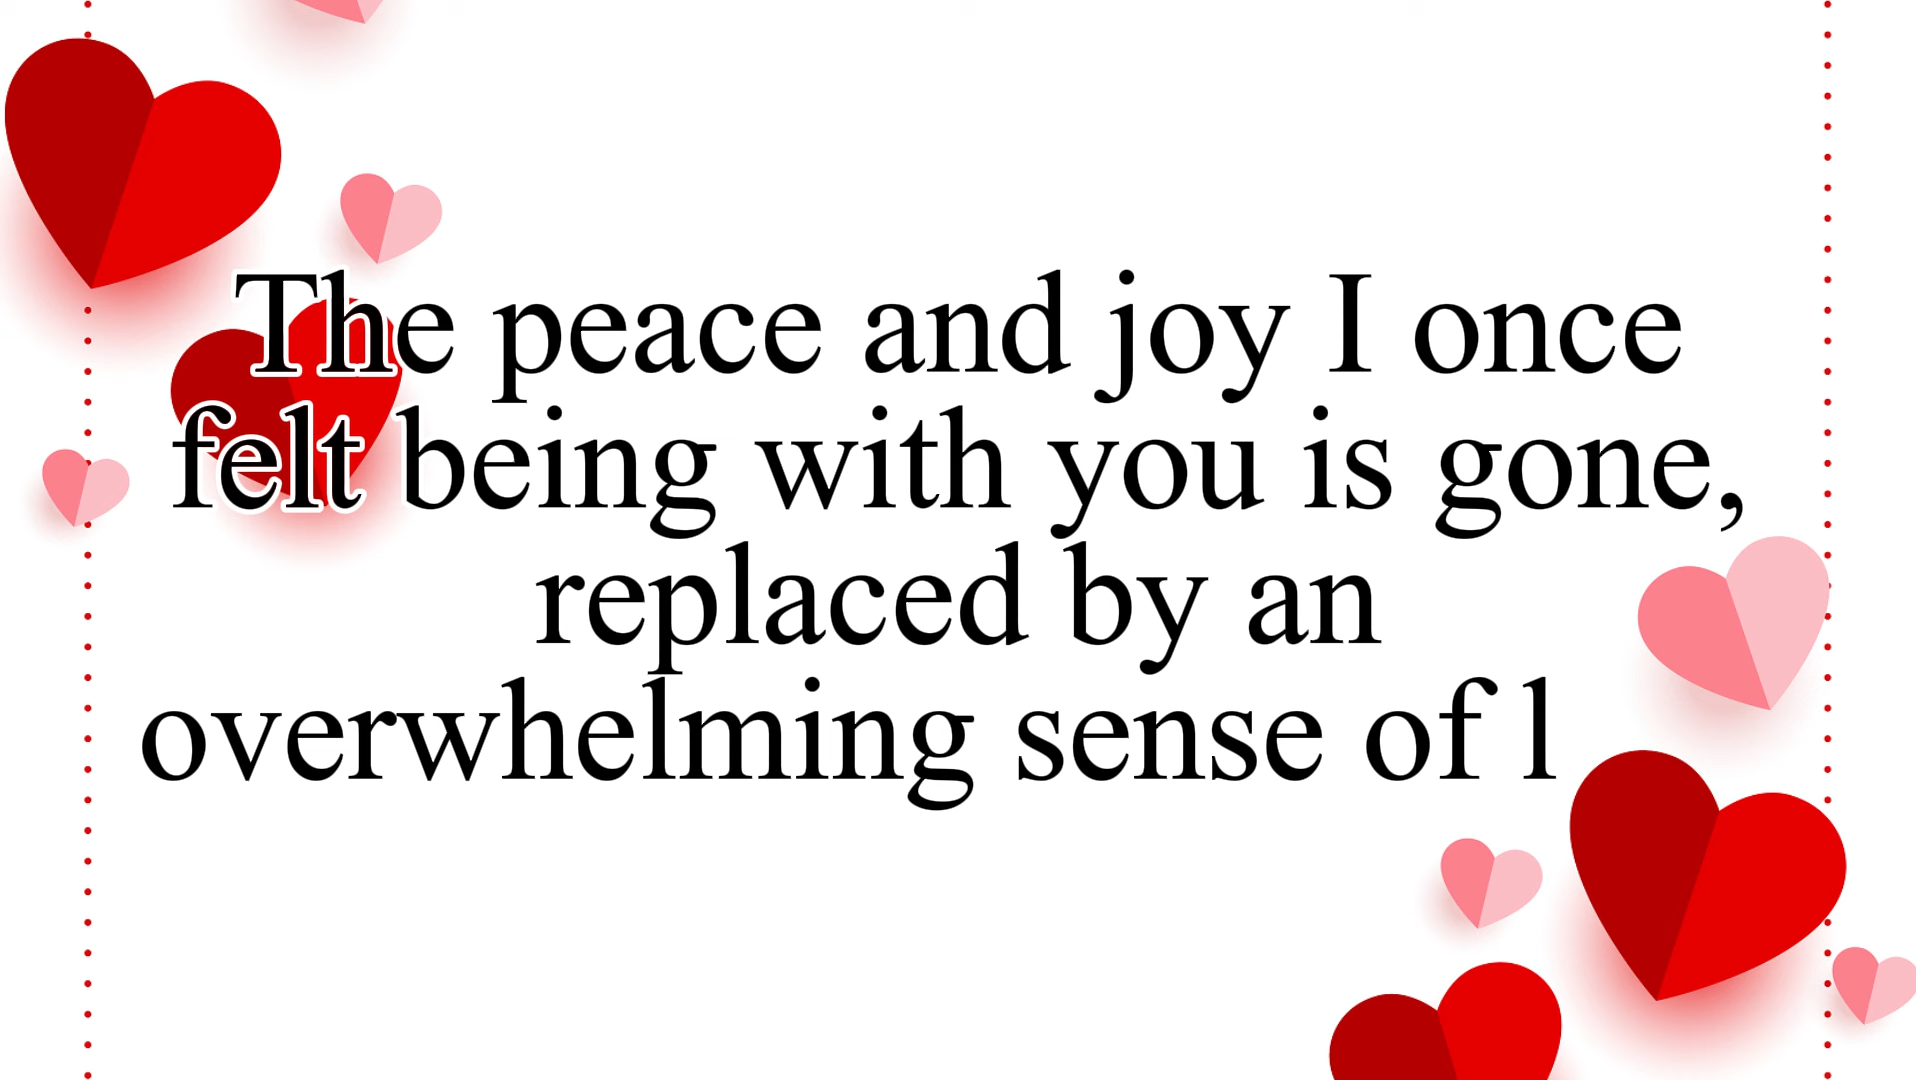 The peace and joy I once
felt being with you is gone,
replaced by an
overwhelming sense of l